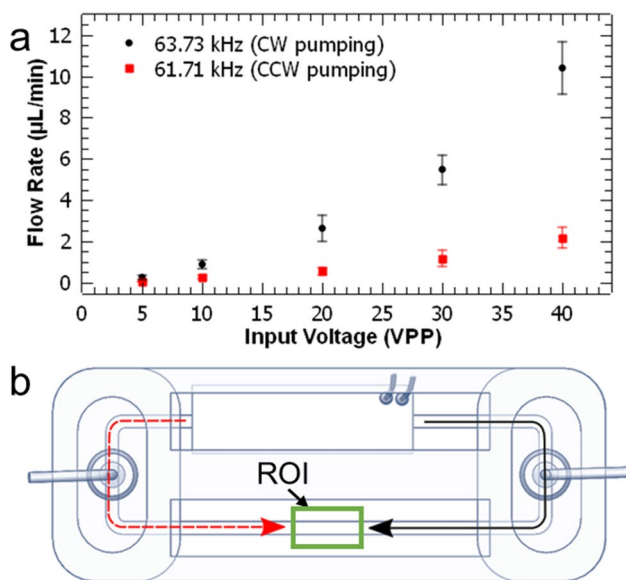 a
12
10
8
6
4
2
0
Flow Rate (µL/min)
63.73 kHz (CW pumping)
61.71 kHz (CCW pumping)
0 5 10 15 20 25 30 35 40
Input Voltage (VPP)
b
ROI